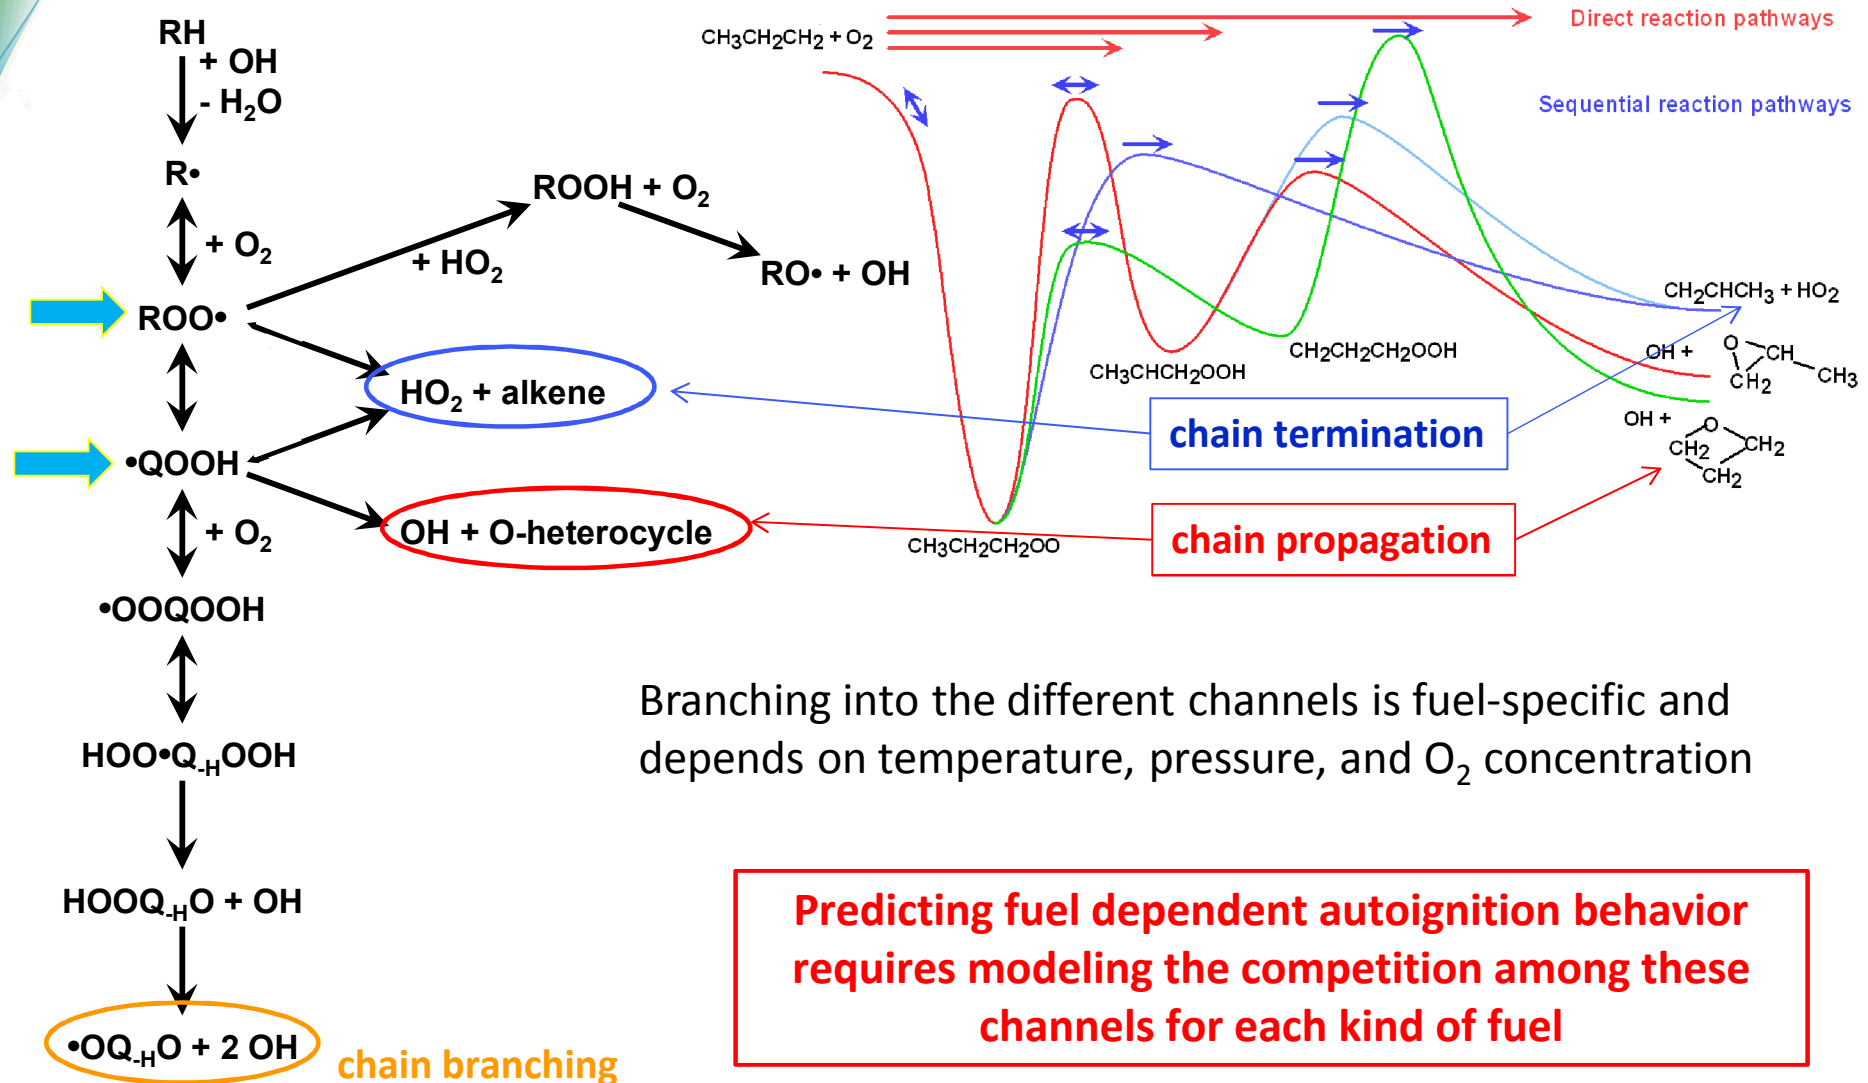 RH
+ OH
- H₂O
R•
+ O₂
ROO•
+ HO₂
ROOH + O₂
RO• + OH
HO₂ + alkene
•QOOH
OH + O-heterocycle
+ O₂
•OOQOOH
HOO•Q₋HOOH
HOOQ₋HO + OH
•OQ₋HO + 2 OH
chain branching
CH₃CH₂CH₂ + O₂
Direct reaction pathways
Sequential reaction pathways
CH₂CHCH₃ + HO₂
CH₃CHCH₂OOH
CH₂CH₂CH₂OOH
OH +
O
CH
CH₂
CH₃
OH +
O
CH₂
CH₂
CH₂
CH₃CH₂CH₂OO
chain termination
chain propagation
Branching into the different channels is fuel-specific and
depends on temperature, pressure, and O₂ concentration
Predicting fuel dependent autoignition behavior
requires modeling the competition among these
channels for each kind of fuel